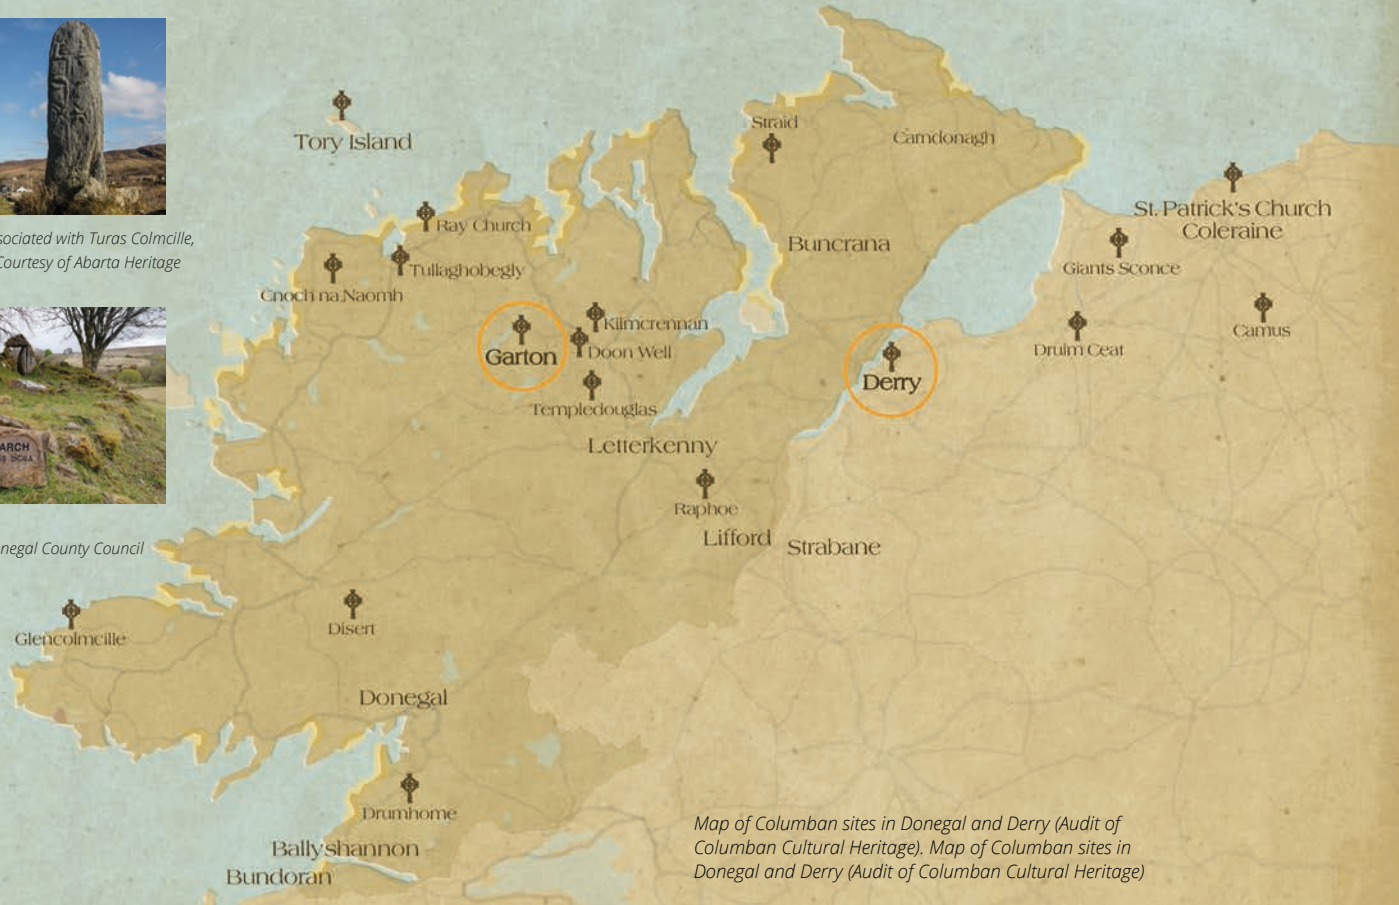 sociated with Turas Colmcille,
Courtesy of Abarta Heritage
ARCH
negal County Council
Tory Island
Straid
Carndonagh
Ray Church
Tullaghobegly
Cnoch na Naomh
Buncrana
St. Patrick's Church
Coleraine
Giants Sconce
Camus
Druim Ceat
Kilmcrennan
Garton
Doon Well
Derry
Templedouglas
Letterkenny
Raphoe
Lifford
Strabane
Glencolmcille
Disert
Donegal
Drumhome
Ballyshannon
Bundoran
Map of Columban sites in Donegal and Derry (Audit of
Columban Cultural Heritage). Map of Columban sites in
Donegal and Derry (Audit of Columban Cultural Heritage)